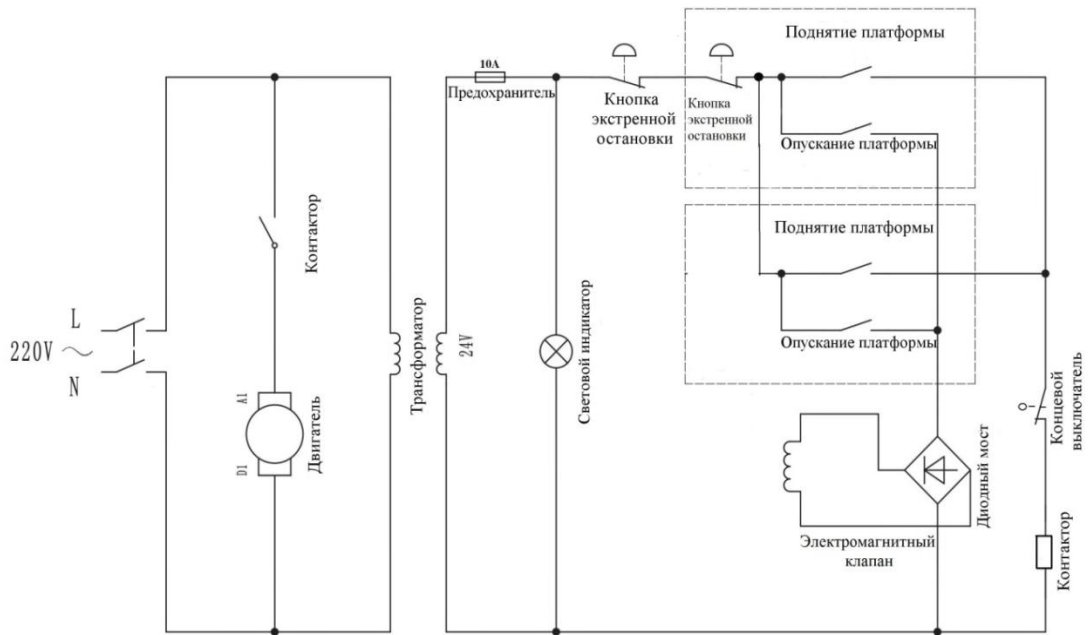 Поднятие платформы
10А
Предохранитель
Кнопка
экстренной
остановки
Кнопка
экстренной
остановки
Опускание платформы
Контактор
Поднятие платформы
L
220V
N
Трансформатор
24V
Световой индикатор
Опускание платформы
Концевой
выключатель
A1
Двигатель
D1
Диодный мост
Электромагнитный
клапан
Контактор